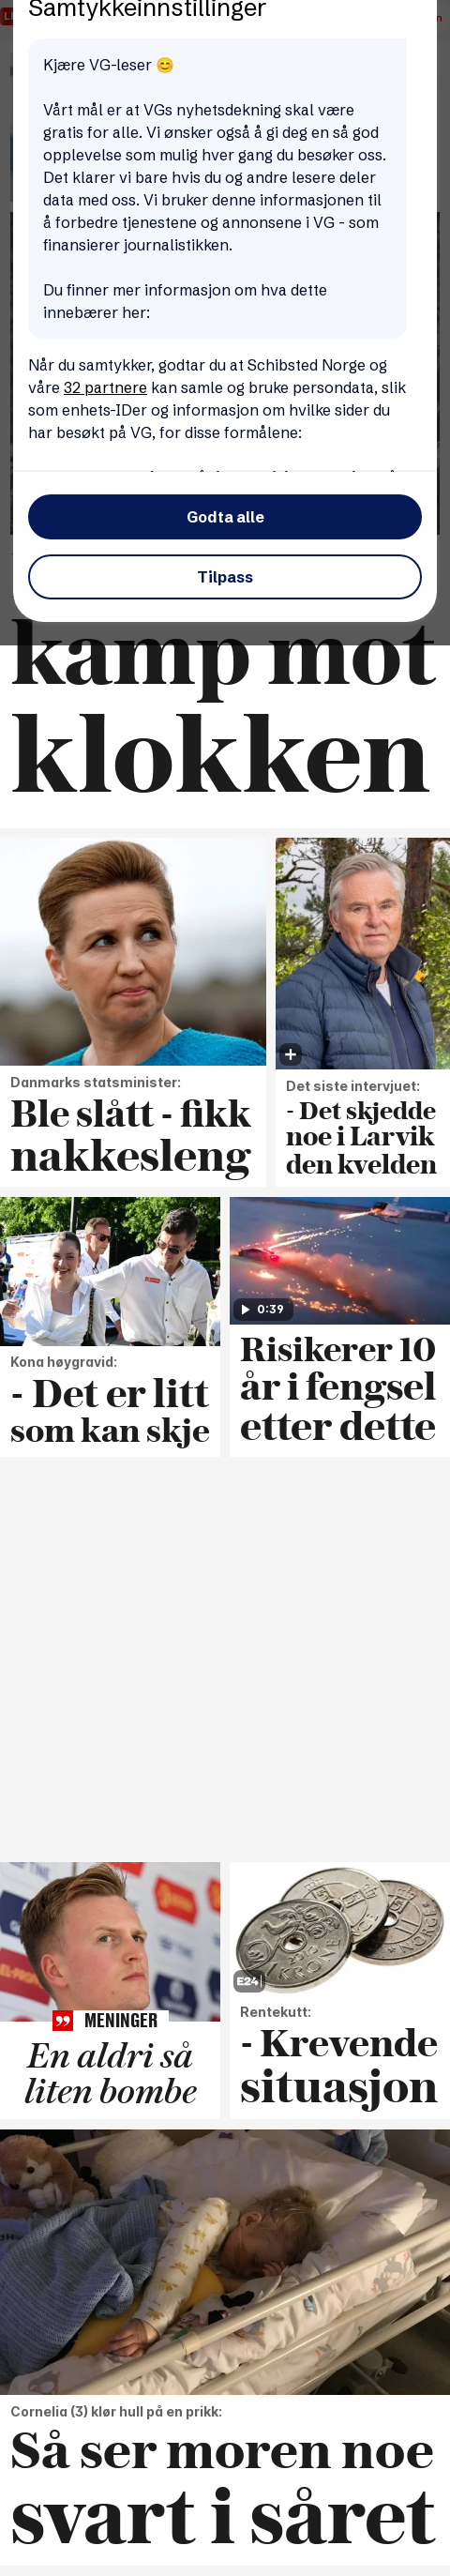 Samtykkeinnstillinger
Kjære VG-leser 😊
Vårt mål er at VGs nyhetsdekning skal være
gratis for alle. Vi ønsker også å gi deg en så god
opplevelse som mulig hver gang du besøker oss.
Det klarer vi bare hvis du og andre lesere deler
data med oss. Vi bruker denne informasjonen til
å forbedre tjenestene og annonsene i VG - som
finansierer journalistikken.
Du finner mer informasjon om hva dette
innebærer her:
Når du samtykker, godtar du at Schibsted Norge og
våre 32 partnere kan samle og bruke persondata, slik
som enhets-IDer og informasjon om hvilke sider du
har besøkt på VG, for disse formålene:
Godta alle
Tilpass
kamp mot
klokken
Danmarks statsminister:
Ble slått - fikk
nakkesleng
Det siste intervjuet:
- Det skjedde
noe i Larvik
den kvelden
Kona høygravid:
- Det er litt
som kan skje
0:39
Risikerer 10
år i fengsel
etter dette
MENINGER
En aldri så
liten bombe
E24
Rentekutt:
- Krevende
situasjon
Cornelia (3) klør hull på en prikk:
Så ser moren noe
svart i såret